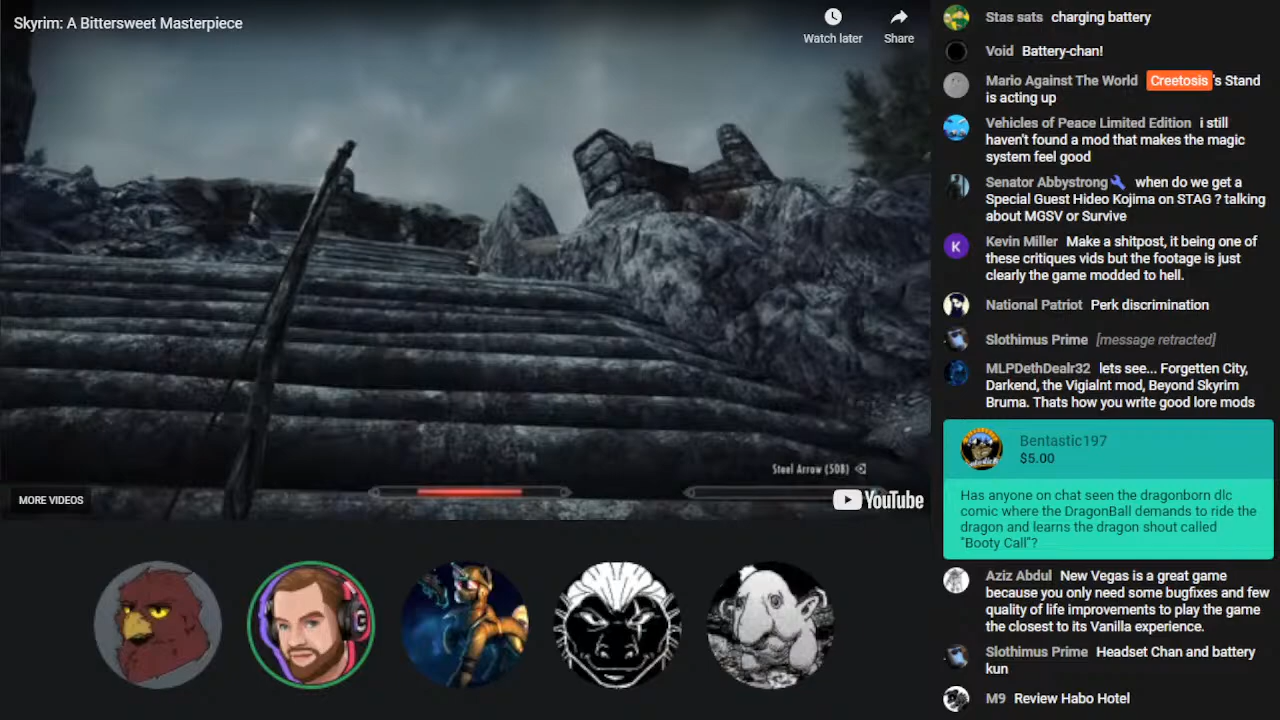 Skyrim: A Bittersweet Masterpiece
Watch later
Share
Steel Arrow (508)
MORE VIDEOS
YouTube
Stas sats charging battery
Void Battery-chan!
Mario Against The World Creetosis's Stand
is acting up
Vehicles of Peace Limited Edition i still
haven't found a mod that makes the magic
system feel good
Senator Abbystrong when do we get a
Special Guest Hideo Kojima on STAG ? talking
about MGSV or Survive
K
Kevin Miller Make a shitpost, it being one of
these critiques vids but the footage is just
clearly the game modded to hell.
National Patriot Perk discrimination
Slothimus Prime [message retracted]
MLPDethDealr32 lets see... Forgetten City,
Darkend, the Vigialnt mod, Beyond Skyrim
Bruma. Thats how you write good lore mods
Bentastic197
$5.00
Has anyone on chat seen the dragonborn dlc
comic where the DragonBall demands to ride the
dragon and learns the dragon shout called
"Booty Call"?
Aziz Abdul New Vegas is a great game
because you only need some bugfixes and few
quality of life improvements to play the game
the closest to its Vanilla experience.
Slothimus Prime Headset Chan and battery
kun
M9 Review Habo Hotel